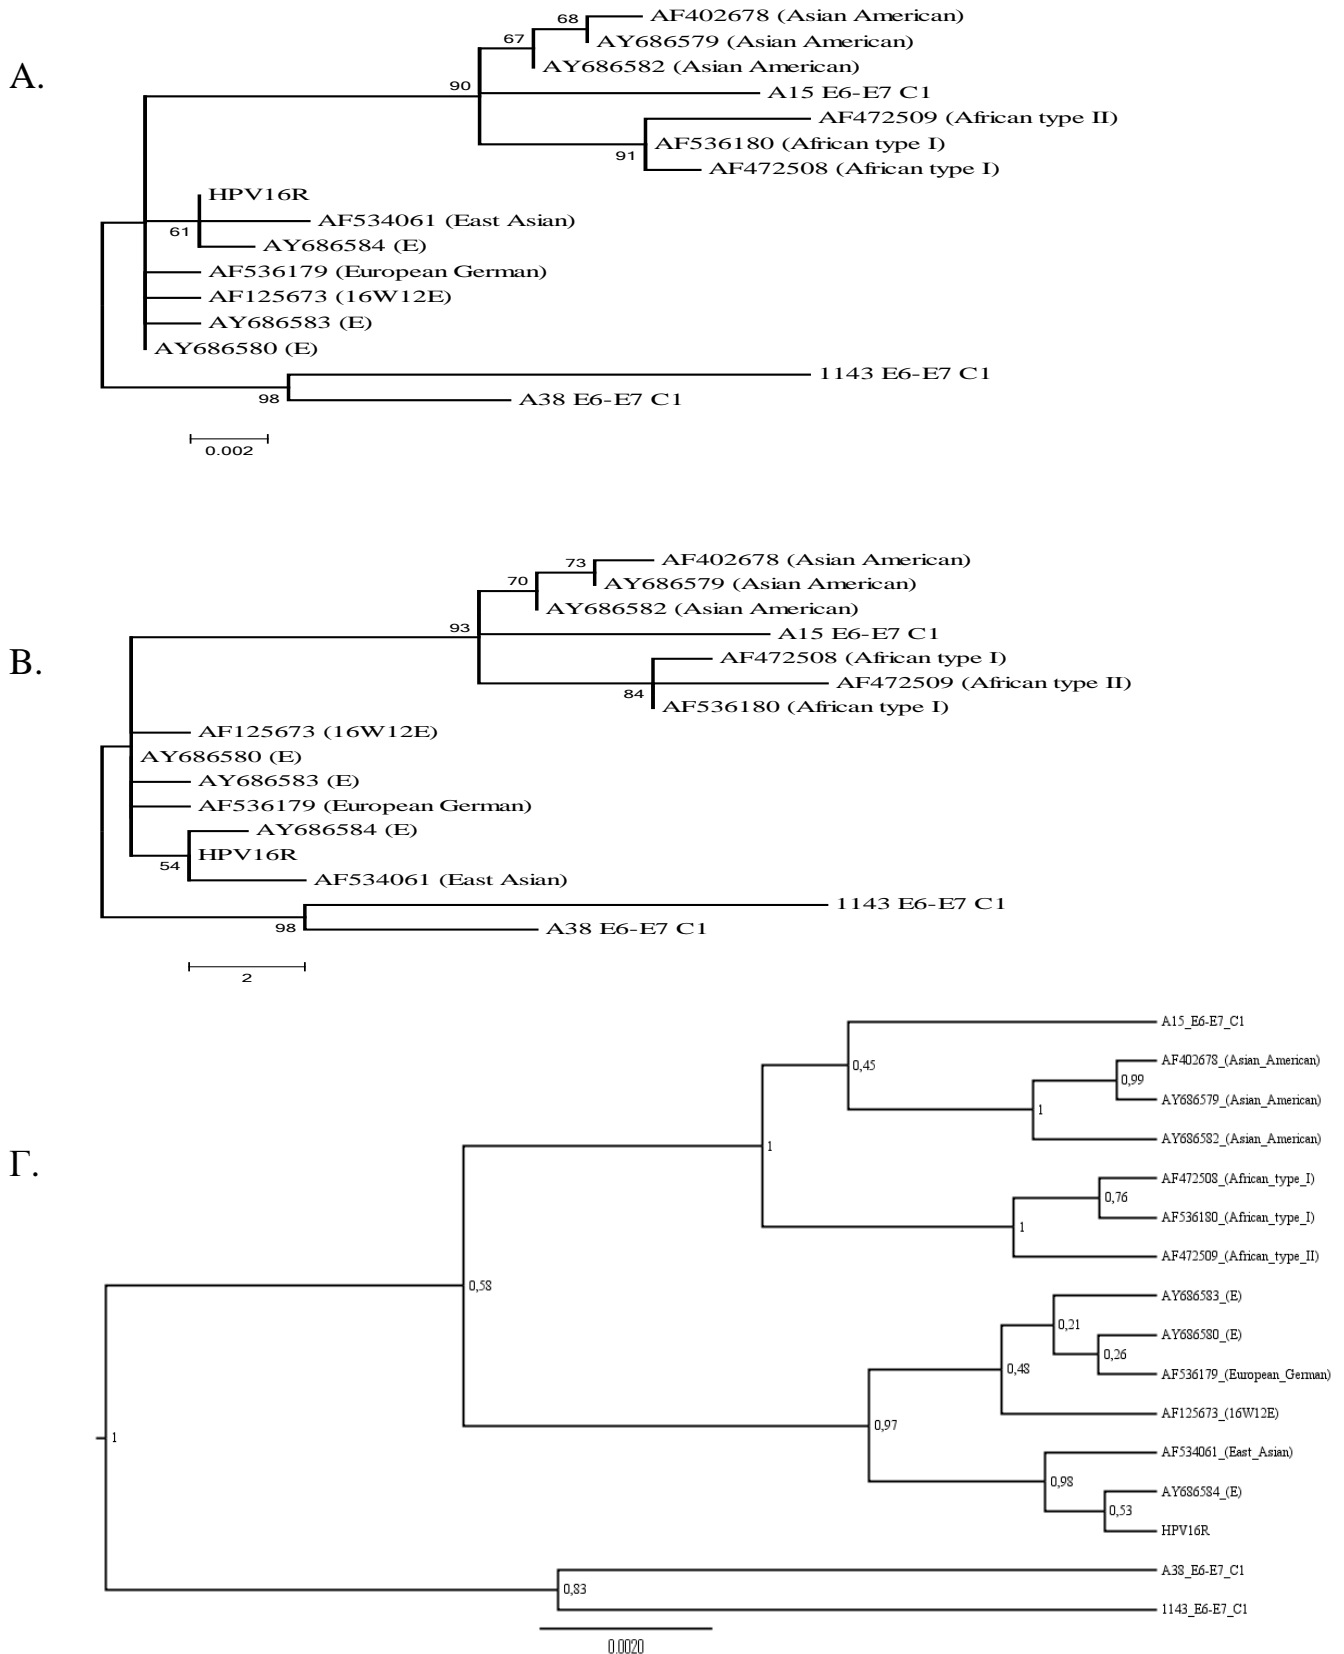 A.
68
AF402678 (Asian American)
67
AY686579 (Asian American)
AY686582 (Asian American)
90
A15 E6-E7 C1
AF472509 (African type II)
AF536180 (African type I)
91
AF472508 (African type I)
HPV16R
AF534061 (East Asian)
61
AY686584 (E)
AF536179 (European German)
AF125673 (16W12E)
AY686583 (E)
AY686580 (E)
1143 E6-E7 C1
98
A38 E6-E7 C1
0.002
B.
73
AF402678 (Asian American)
70
AY686579 (Asian American)
AY686582 (Asian American)
93
A15 E6-E7 C1
AF472508 (African type I)
84
AF472509 (African type II)
AF536180 (African type I)
AF125673 (16W12E)
AY686580 (E)
AY686583 (E)
AF536179 (European German)
AY686584 (E)
54
HPV16R
AF534061 (East Asian)
1143 E6-E7 C1
98
A38 E6-E7 C1
2
Γ.
A15_E6-E7_C1
0,45
AF402678_(Asian_American)
0,99
AY686579_(Asian_American)
1
AY686582_(Asian_American)
1
AF472508_(African_type_I)
0,76
AF536180_(African_type_I)
1
AF472509_(African_type_II)
0,58
AY686583_(E)
0,21
AY686580_(E)
0,26
AF536179_(European_German)
0,48
AF125673_(16W12E)
0,97
AF534061_(East_Asian)
0,98
AY686584_(E)
0,53
HPV16R
1
A38_E6-E7_C1
0,83
1143_E6-E7_C1
0.0020